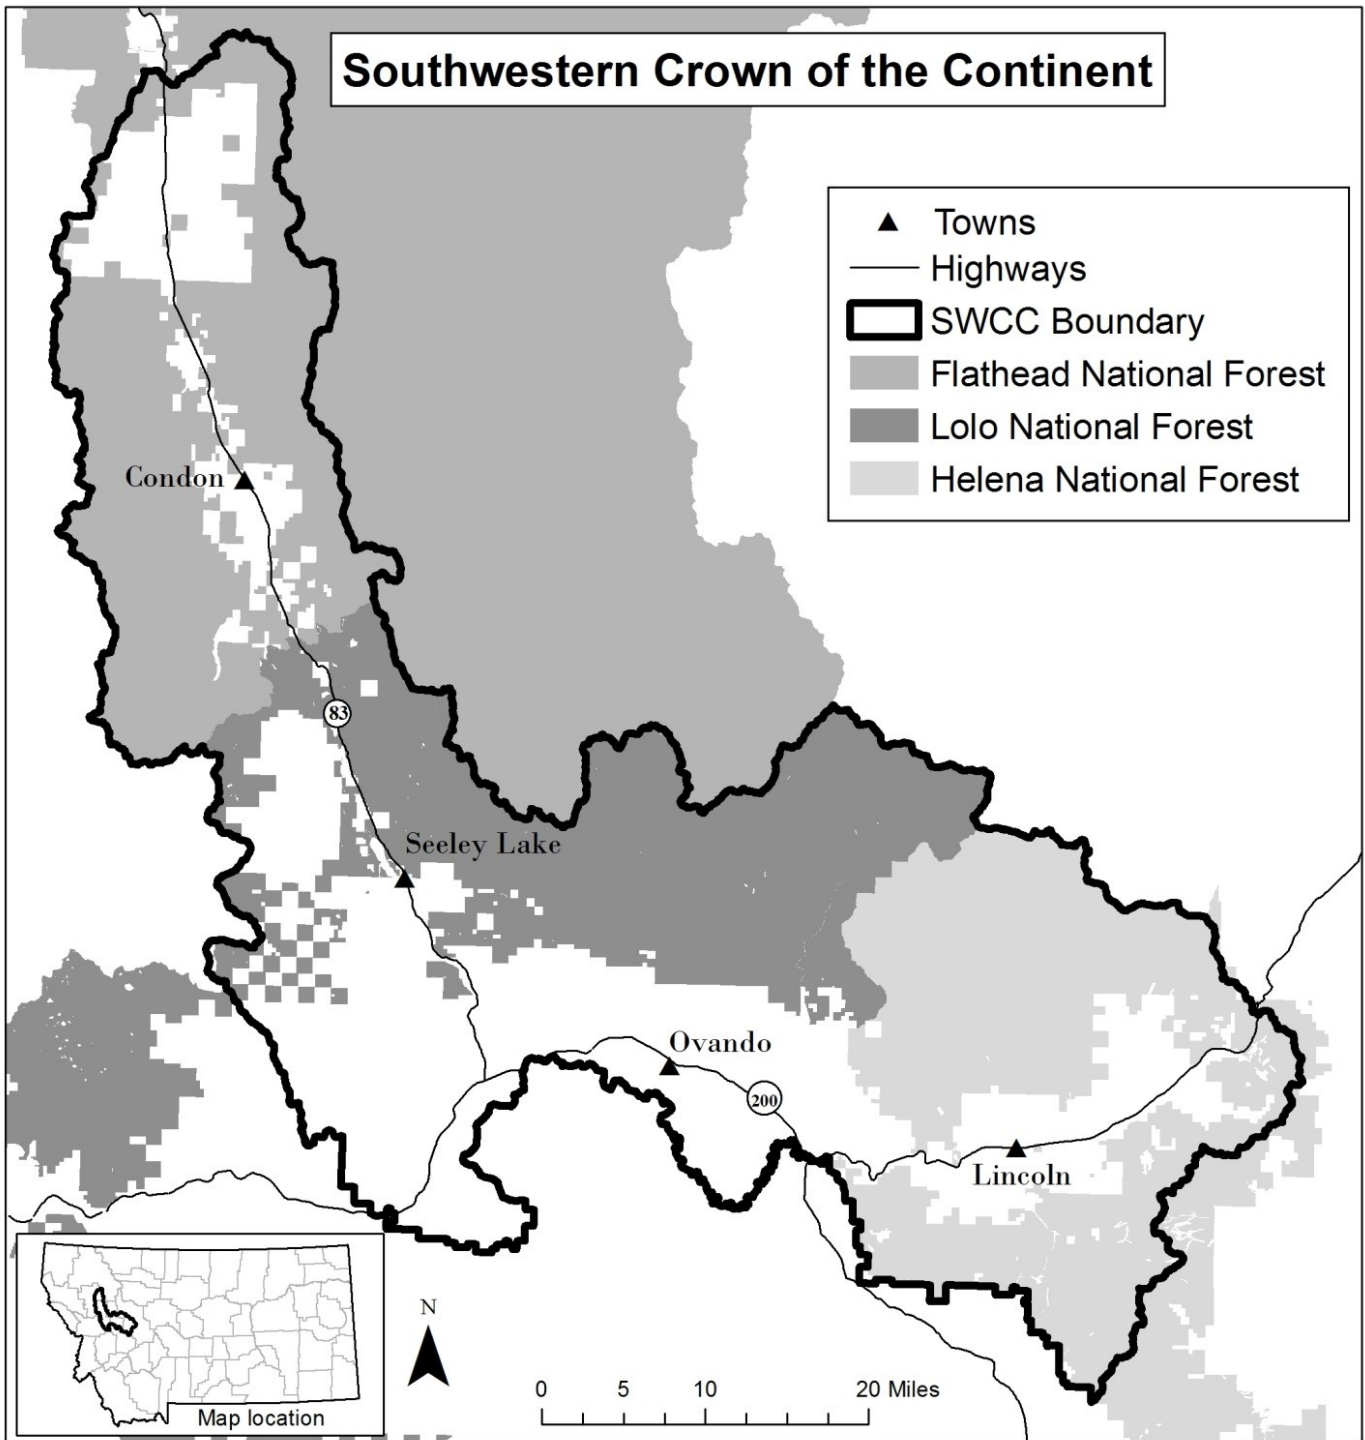 Southwestern Crown of the Continent
Towns
Highways
SWCC Boundary
Flathead National Forest
Lolo National Forest
Helena National Forest
Condon
83
Seeley Lake
Ovando
200
Lincoln
Map location
N
0 5 10 20 Miles